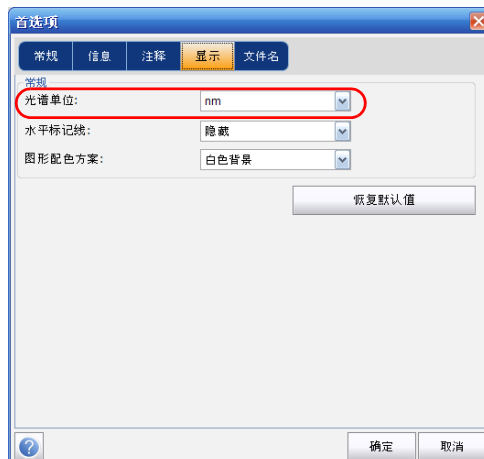 首选项
常规 信息 注释 显示 文件名
常规
光谱单位: nm
水平标记线: 隐藏
图形配色方案: 白色背景
恢复默认值
? 确定 取消